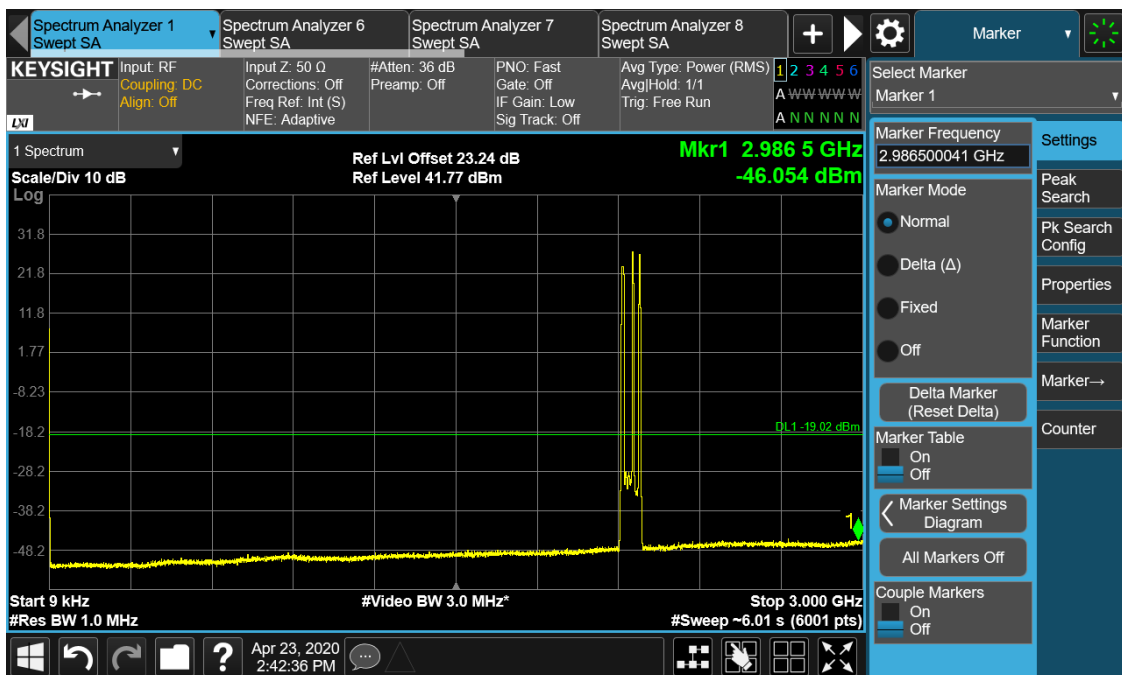 Spectrum Analyzer 1
Swept SA
Spectrum Analyzer 6
Swept SA
Spectrum Analyzer 7
Swept SA
Spectrum Analyzer 8
Swept SA
+
Marker
KEYSIGHT
LXI
Input: RF
Coupling: DC
Align: Off
Input Z: 50 Ω
Corrections: Off
Freq Ref: Int (S)
NFE: Adaptive
#Atten: 36 dB
Preamp: Off
PNO: Fast
Gate: Off
IF Gain: Low
Sig Track: Off
Avg Type: Power (RMS)
Avg|Hold: 1/1
Trig: Free Run
1 2 3 4 5 6
A W W W W W
A N N N N N
Select Marker
Marker 1
1 Spectrum
Scale/Div 10 dB
Log
Ref Lvl Offset 23.24 dB
Ref Level 41.77 dBm
Mkr1 2.986 5 GHz
-46.054 dBm
31.8
21.8
11.8
1.77
-8.23
-18.2
-28.2
-38.2
-48.2
DL1 -19.02 dBm
1
Start 9 kHz
#Res BW 1.0 MHz
#Video BW 3.0 MHz*
Stop 3.000 GHz
#Sweep ~6.01 s (6001 pts)
Marker Frequency
2.986500041 GHz
Marker Mode
Normal
Delta (Δ)
Fixed
Off
Delta Marker
(Reset Delta)
Marker Table
On
Off
Marker Settings
Diagram
All Markers Off
Couple Markers
On
Off
Settings
Peak
Search
Pk Search
Config
Properties
Marker
Function
Marker→
Counter
?
Apr 23, 2020
2:42:36 PM